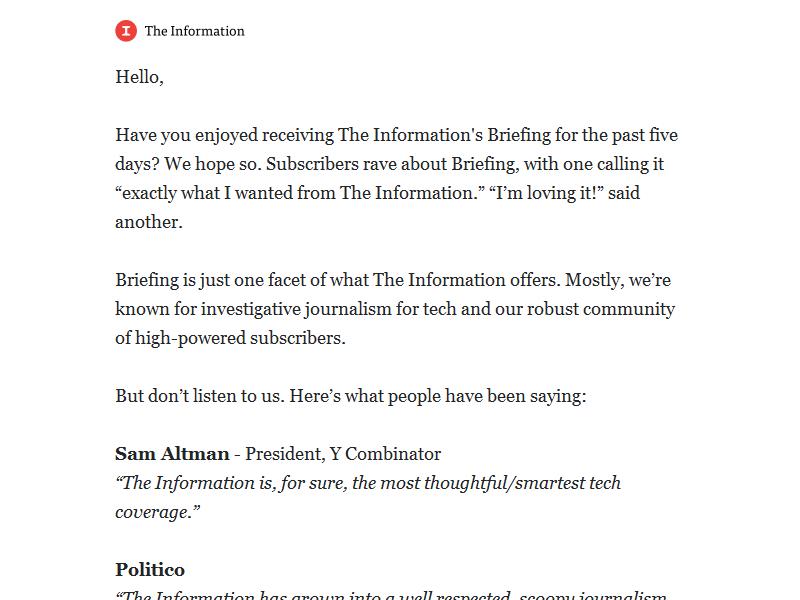 The Information
Hello,
Have you enjoyed receiving The Information's Briefing for the past five
days? We hope so. Subscribers rave about Briefing, with one calling it
“exactly what I wanted from The Information.” “I’m loving it!” said
another.
Briefing is just one facet of what The Information offers. Mostly, we’re
known for investigative journalism for tech and our robust community
of high-powered subscribers.
But don’t listen to us. Here’s what people have been saying:
Sam Altman - President, Y Combinator
“The Information is, for sure, the most thoughtful/smartest tech
coverage.”
Politico
“The Information has grown into a well respected, scoopy journalism